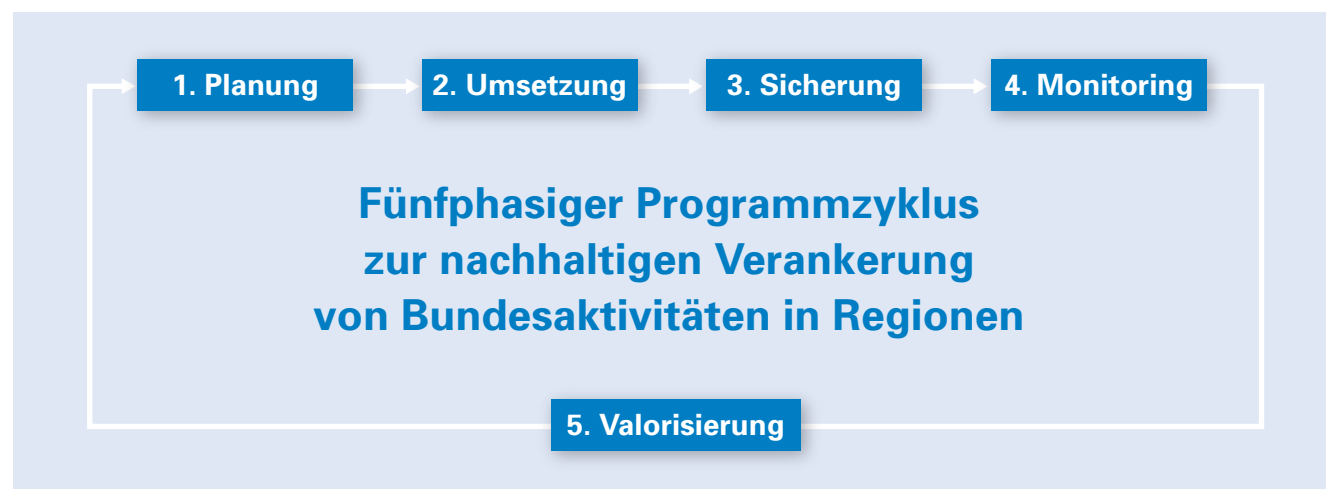 1. Planung
2. Umsetzung
3. Sicherung
4. Monitoring
Fünfphasiger Programmzyklus
zur nachhaltigen Verankerung
von Bundesaktivitäten in Regionen
5. Valorisierung